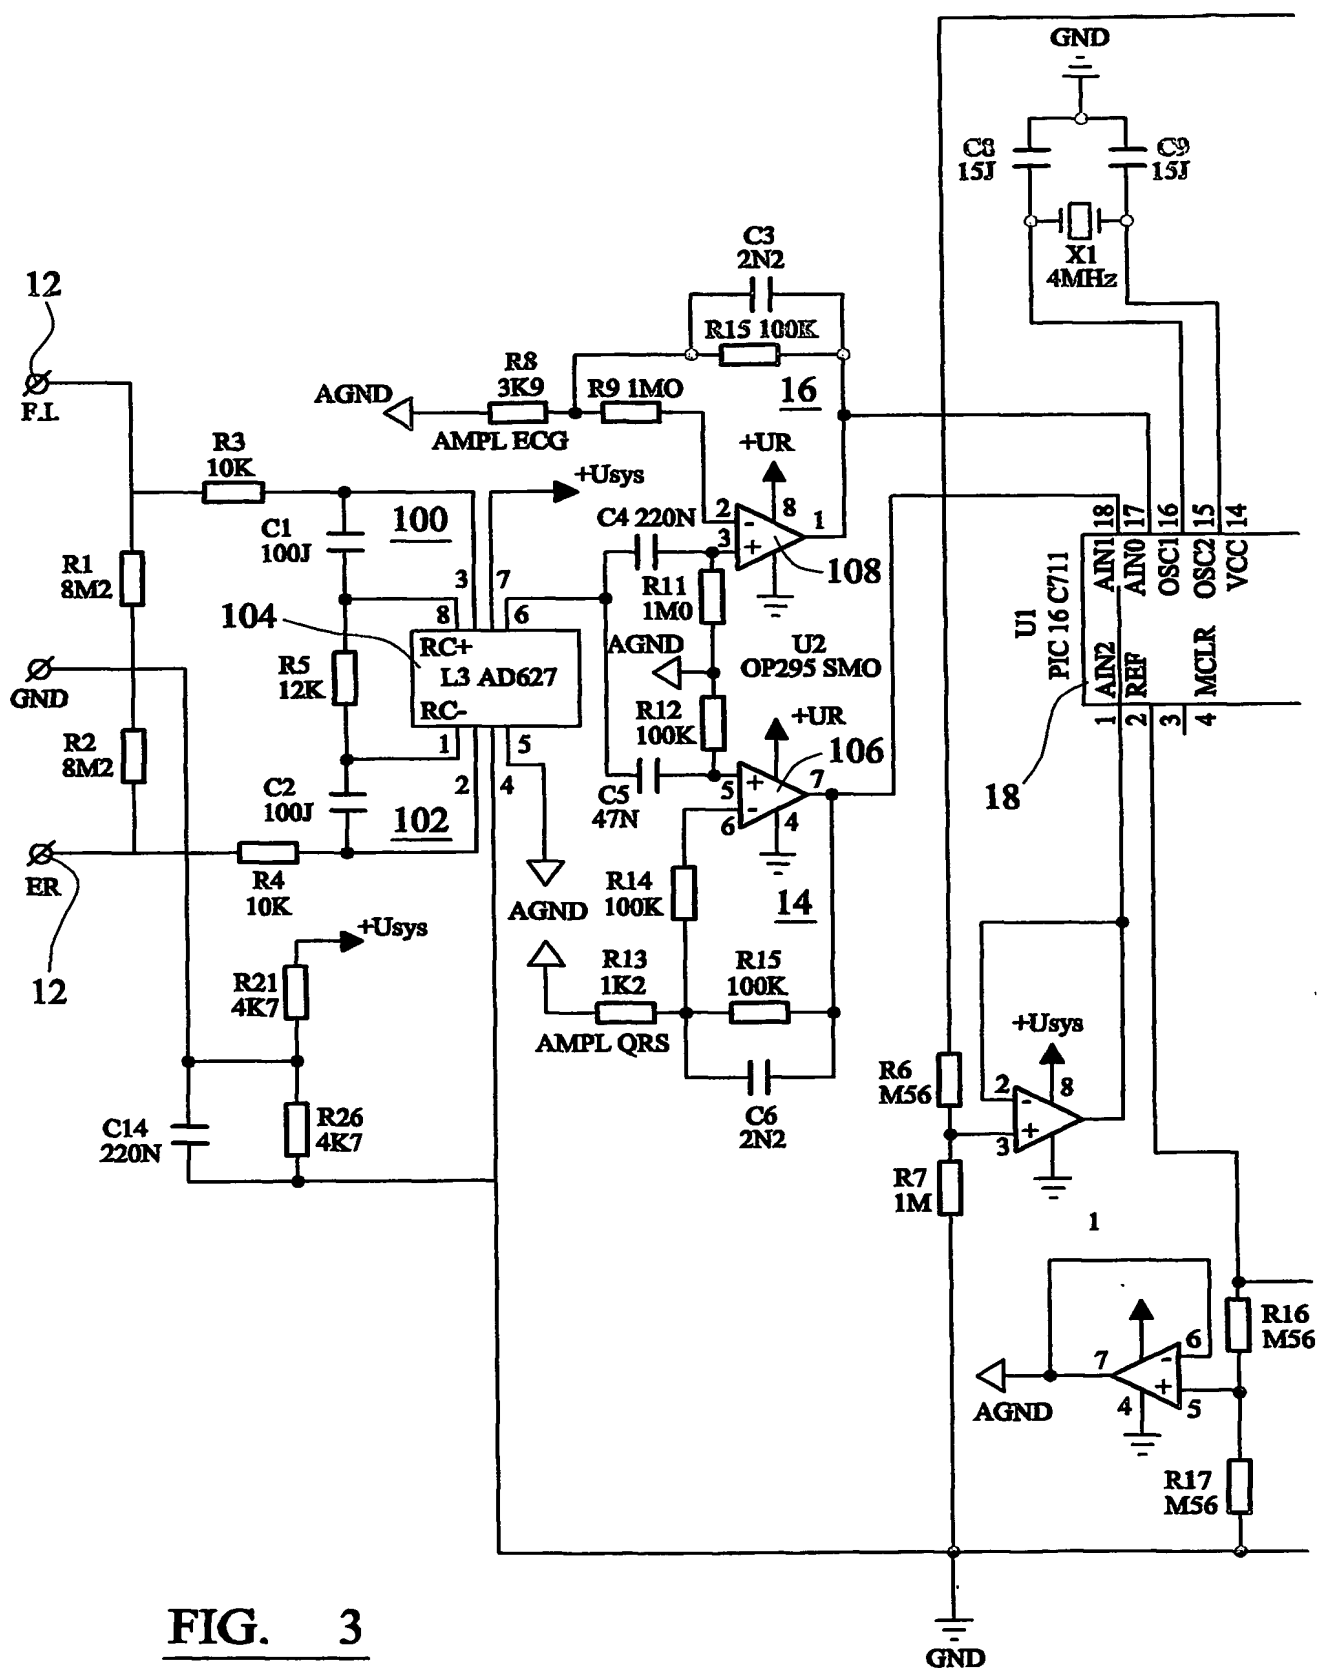 GND
C8
15J
C9
15J
X1
4MHz
C3
2N2
R15 100K
12
F.I.
AGND
R8
3K9
R9 1MO
AMPL ECG
16
+UR
R3
10K
+Usys
100
C1
100J
C4 220N
2
8
1
3
-
+
108
18
17
16
15
14
AIN1
AIN0
OSC1
OSC2
VCC
R1
8M2
3
7
8
6
R11
1M0
104
RC+
L3 AD627
RC-
AGND
U2
OP295 SMO
U1
PIC 16 C711
AIN2
REF
MCLR
1
2
3
4
18
GND
R5
12K
R12
100K
+UR
106
R2
8M2
1
5
2
4
C2
100J
102
C5
47N
5
6
+
-
7
4
ER
R4
10K
AGND
R14
100K
14
12
+Usys
R21
4K7
R13
1K2
R15
100K
AMPL QRS
C6
2N2
R6
M56
+Usys
2
8
3
-
+
C14
220N
R26
4K7
R7
1M
1
R16
M56
7
6
-
+
4
5
AGND
R17
M56
GND
FIG. 3